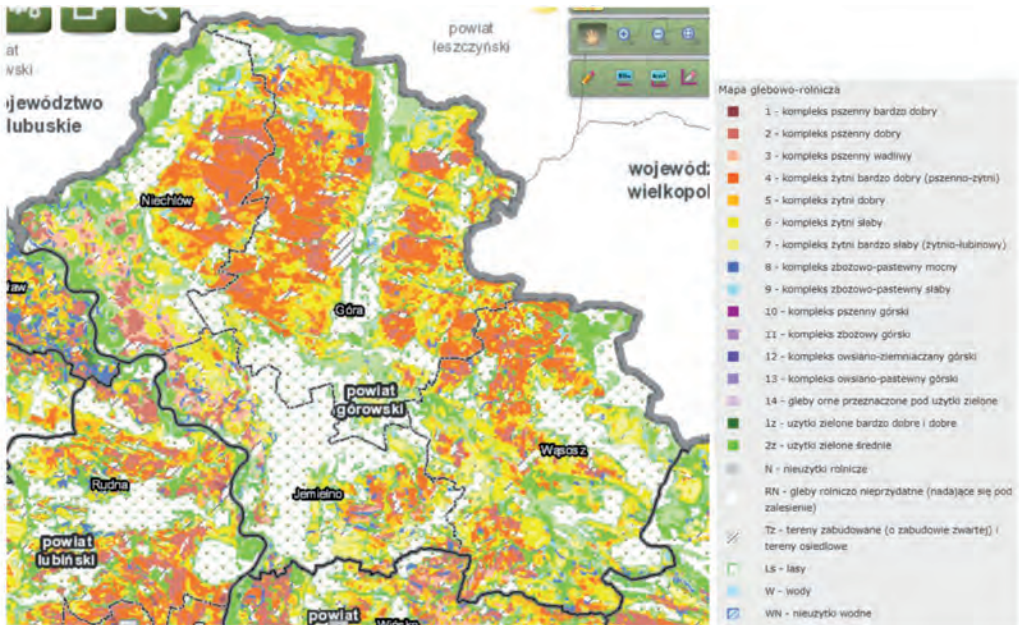 powiat
leszczyński
at
wski
ojewództwo
lubuskie
wojewód
wielkopol
Niechlów
raw
Góra
powiat
górowski
Wąsosz
Rudna
Jemielno
powiat
lubiński
powiat
Wińsko
Mapa glebowo-rolnicza
1 - kompleks pszenny bardzo dobry
2 - kompleks pszenny dobry
3 - kompleks pszenny wadliwy
4 - kompleks żytni bardzo dobry (pszenno-żytni)
5 - kompleks żytni dobry
6 - kompleks żytni słaby
7 - kompleks żytni bardzo słaby (żytnio-łubinowy)
8 - kompleks zbożowo-pastewny mocny
9 - kompleks zbożowo-pastewny słaby
10 - kompleks pszenny górski
11 - kompleks zbożowy górski
12 - kompleks owsiano-ziemniaczany górski
13 - kompleks owsiano-pastewny górski
14 - gleby orne przeznaczone pod użytki zielone
1z - użytki zielone bardzo dobre i dobre
2z - użytki zielone średnie
N - nieużytki rolnicze
RN - gleby rolniczo nieprzydatne (nadające się pod
zalesienie)
Tz - tereny zabudowane (o zabudowie zwartej) i
tereny osiedlowe
Ls - lasy
W - wody
WN - nieużytki wodne